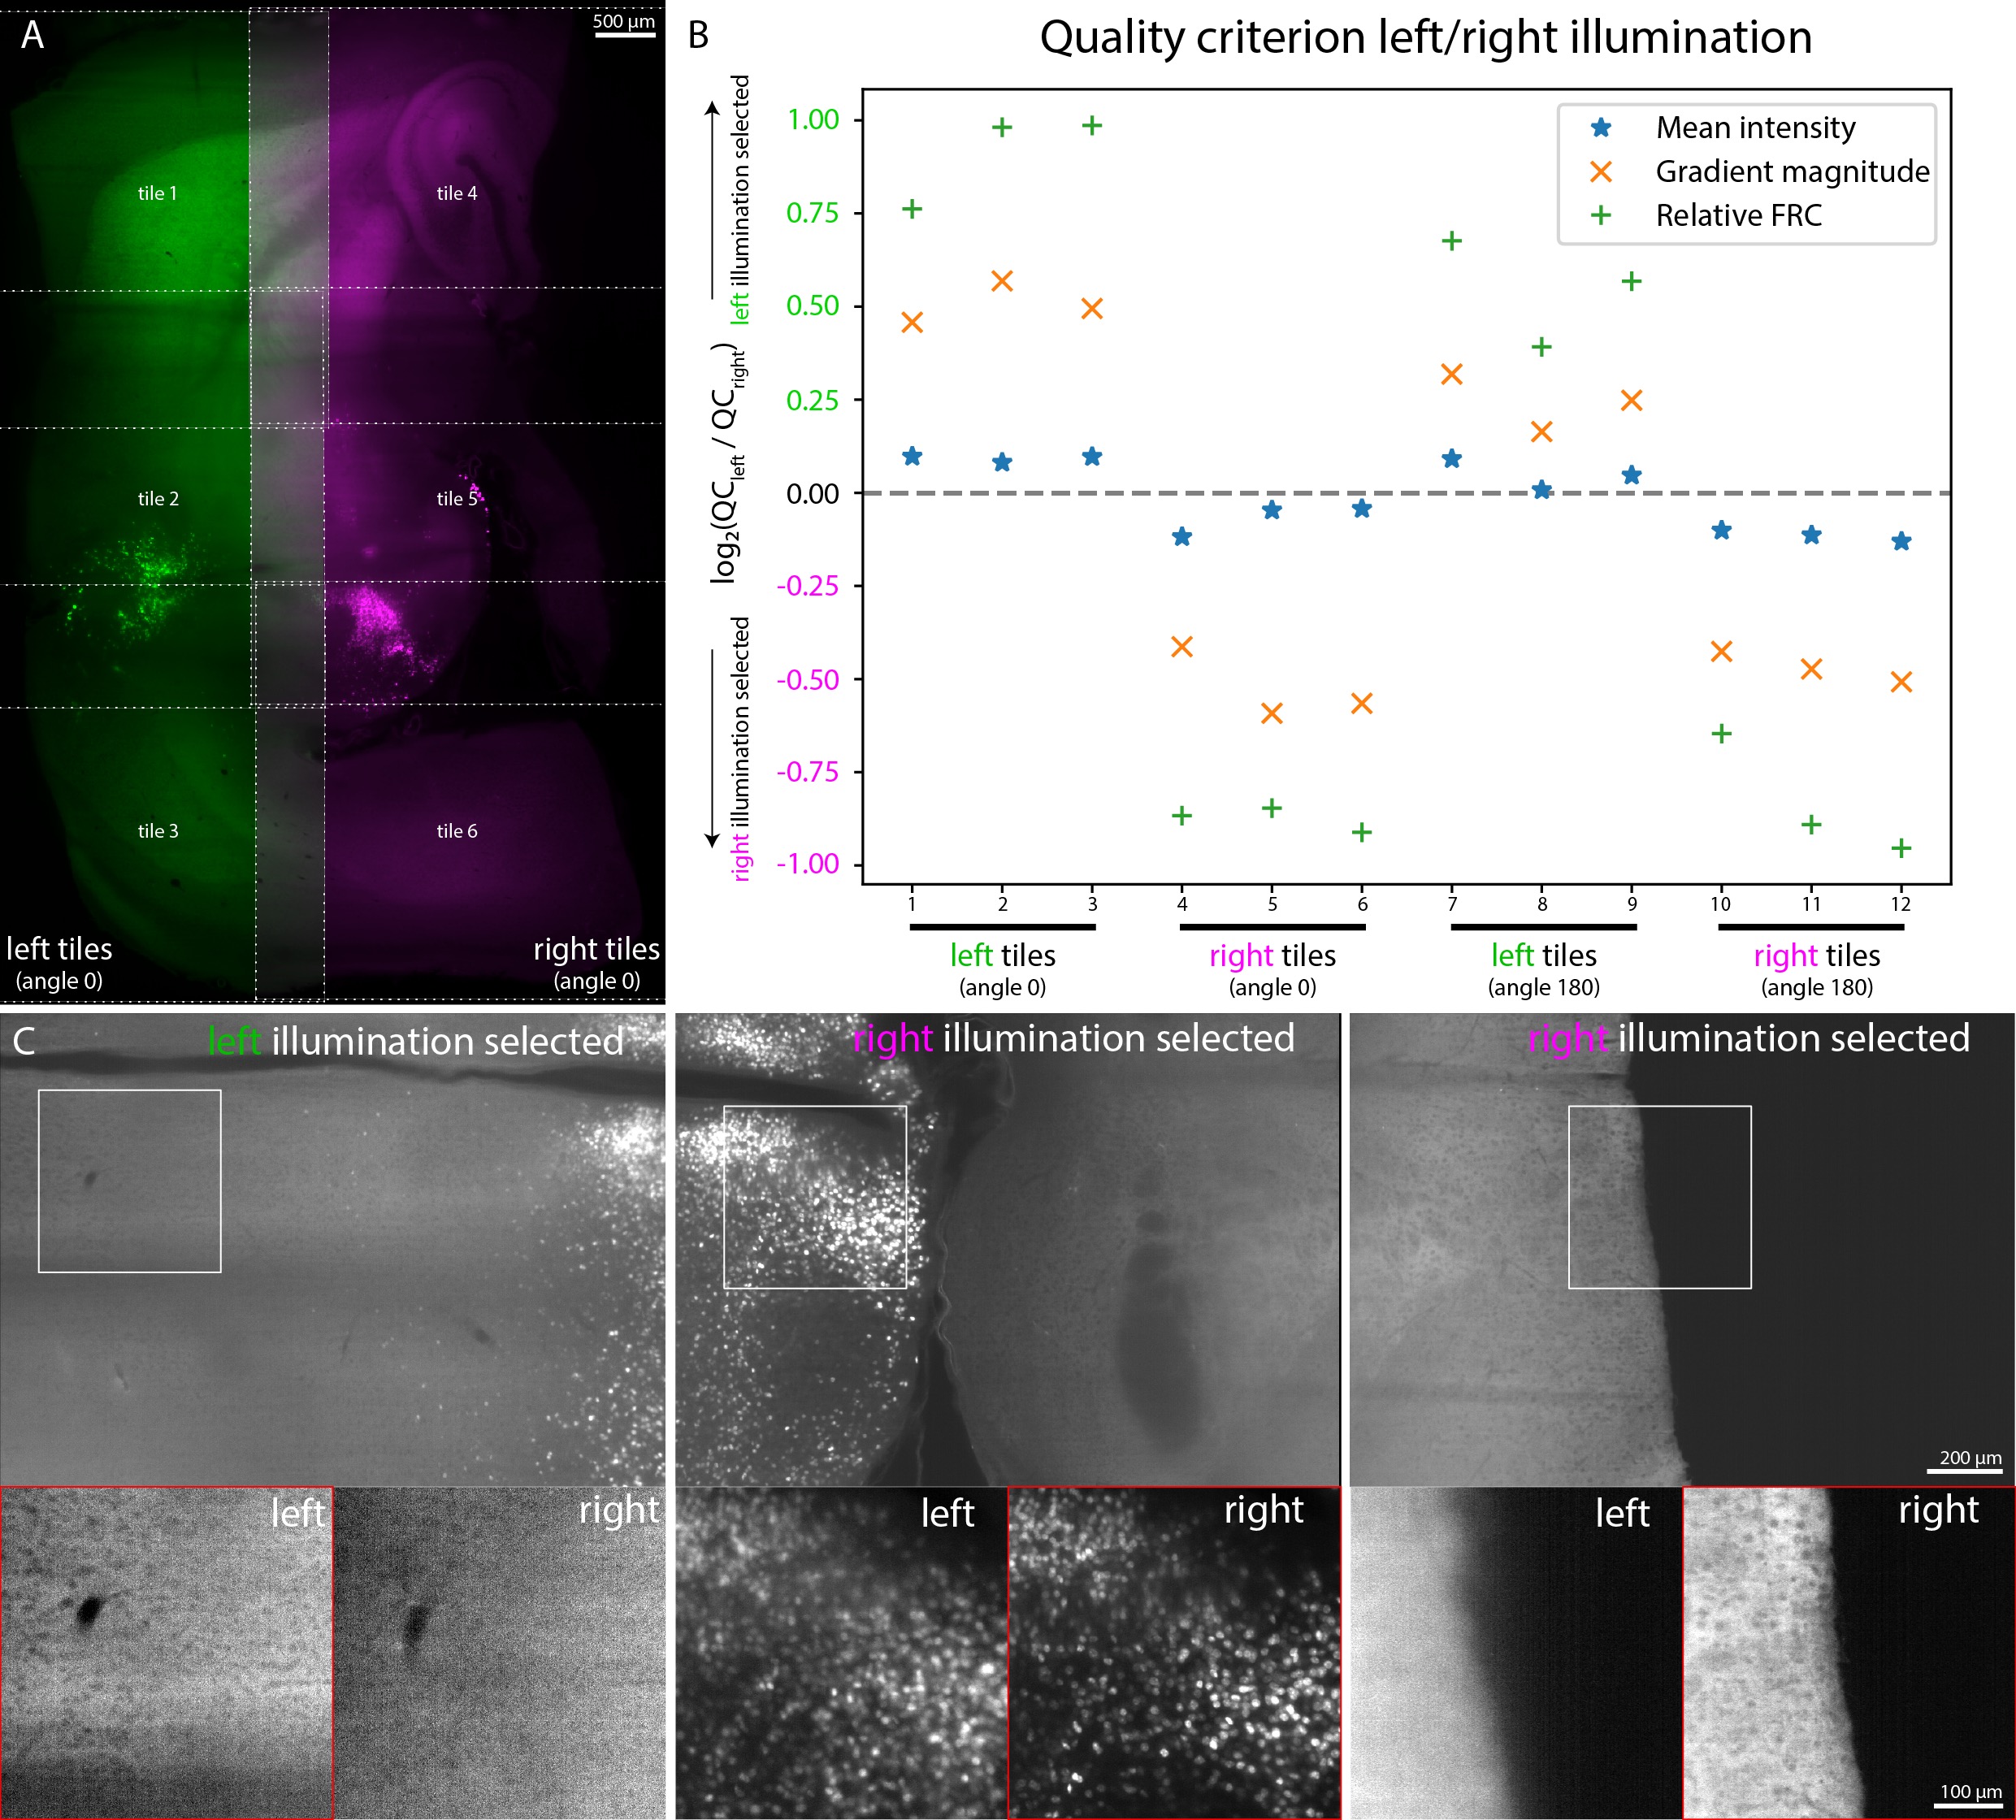 A
500 µm
tile 1
tile 4
tile 2
tile 5
tile 3
tile 6
left tiles
(angle 0)
right tiles
(angle 0)
B
Quality criterion left/right illumination
left illumination selected
log₂(QCleft / QCright)
right illumination selected
1.00
0.75
0.50
0.25
0.00
-0.25
-0.50
-0.75
-1.00
Mean intensity
Gradient magnitude
Relative FRC
1 2 3 4 5 6 7 8 9 10 11 12
left tiles
(angle 0)
right tiles
(angle 0)
left tiles
(angle 180)
right tiles
(angle 180)
C
left illumination selected
right illumination selected
right illumination selected
200 µm
left
right
left
right
left
right
100 µm